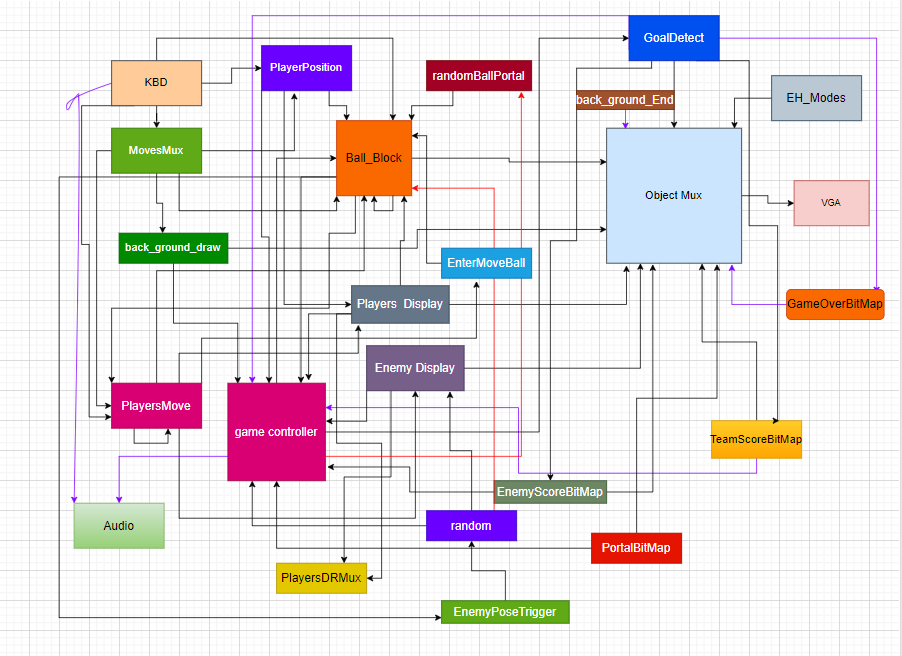 GoalDetect
PlayerPosition
randomBallPortal
KBD
back_ground_End
EH_Modes
MovesMux
Ball_Block
Object Mux
VGA
back_ground_draw
EnterMoveBall
Players Display
GameOverBitMap
Enemy Display
PlayersMove
game controller
TeamScoreBitMap
EnemyScoreBitMap
Audio
random
PortalBitMap
PlayersDRMux
EnemyPoseTrigger